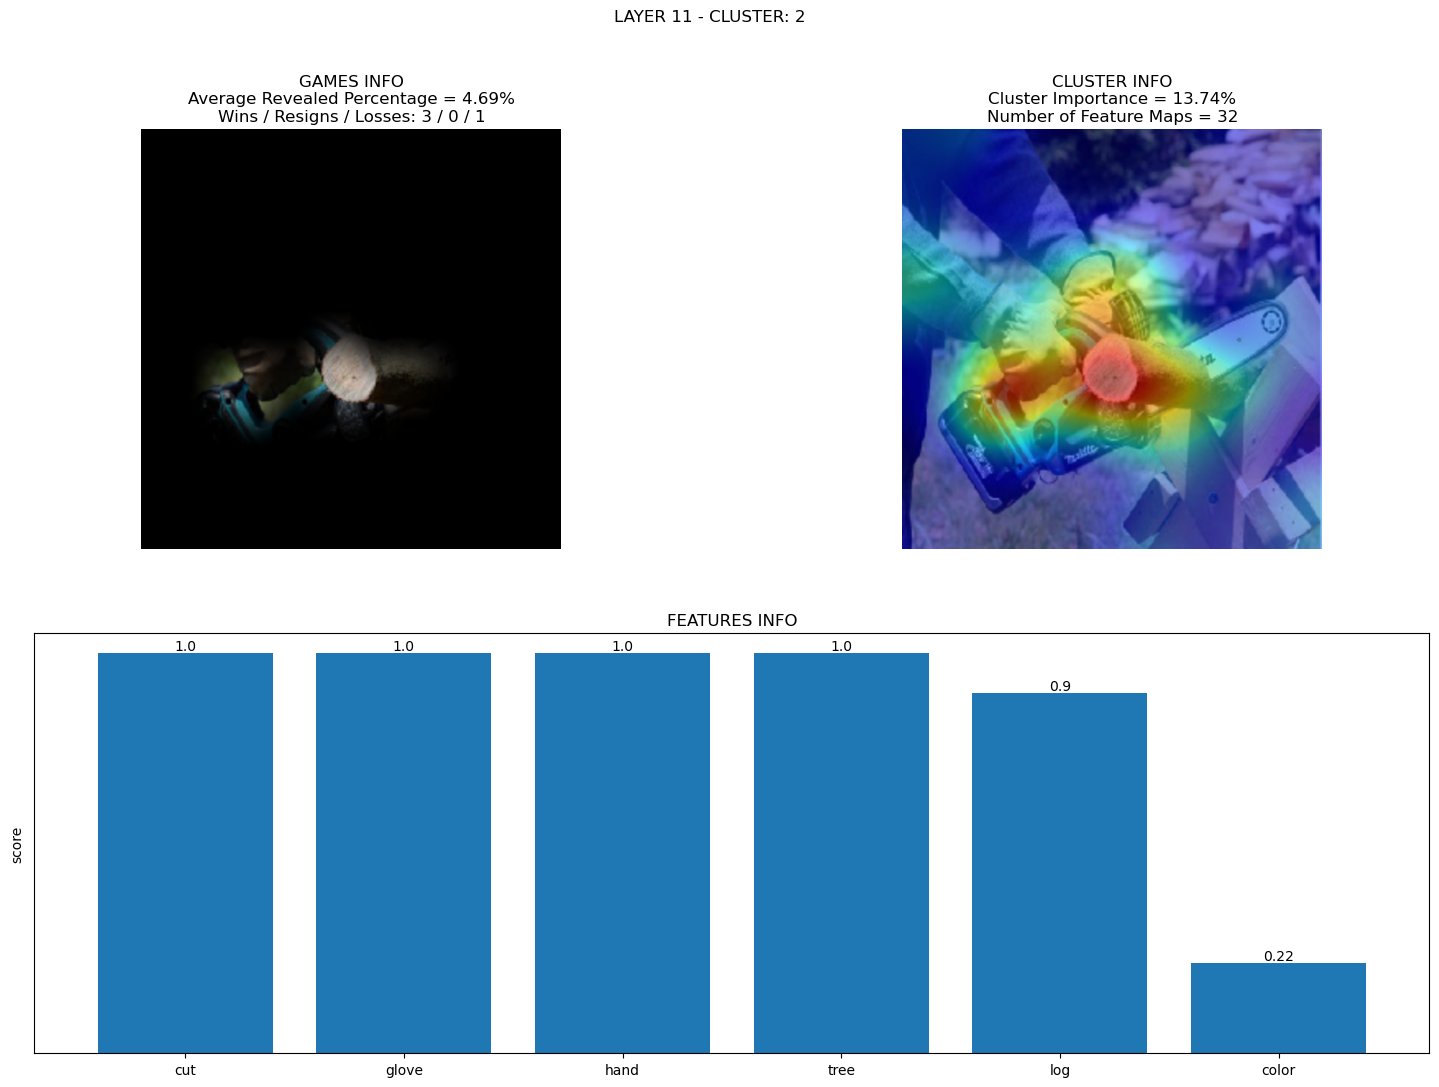 LAYER 11 - CLUSTER: 2
GAMES INFO
Average Revealed Percentage = 4.69%
Wins / Resigns / Losses: 3 / 0 / 1
CLUSTER INFO
Cluster Importance = 13.74%
Number of Feature Maps = 32
makita
FEATURES INFO
score
1.0
1.0
1.0
1.0
0.9
0.22
cut
glove
hand
tree
log
color